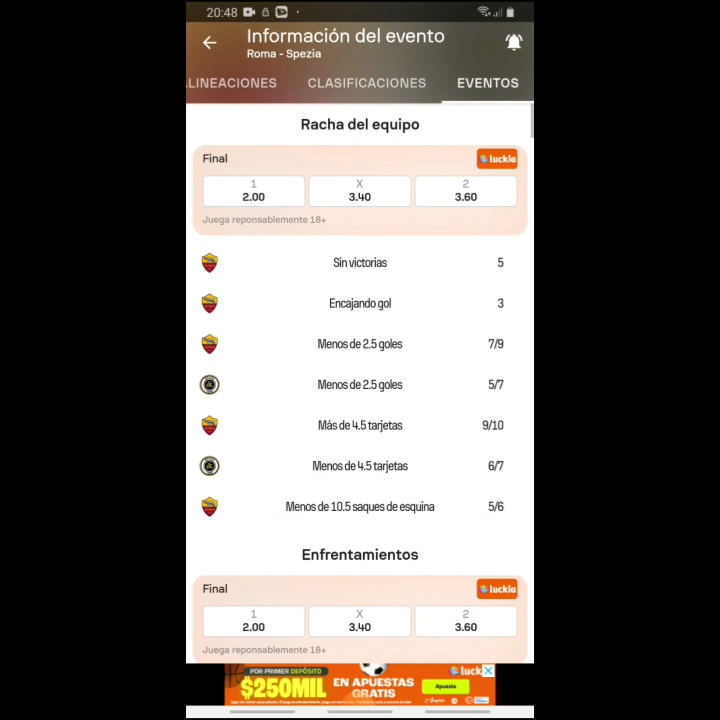 20:48
Información del evento
Roma - Spezia
LINEACIONES CLASIFICACIONES EVENTOS
Racha del equipo
Final luckia
1 X 2
2.00 3.40 3.60
Juega reponsablemente 18+
Sin victorias 5
Encajando gol 3
Menos de 2.5 goles 7/9
Menos de 2.5 goles 5/7
Más de 4.5 tarjetas 9/10
Menos de 4.5 tarjetas 6/7
Menos de 10.5 saques de esquina 5/6
Enfrentamientos
Final luckia
1 X 2
2.00 3.40 3.60
Juega reponsablemente 18+
POR PRIMER DEPÓSITO
$250MIL EN APUESTAS GRATIS
luck
Apuesta